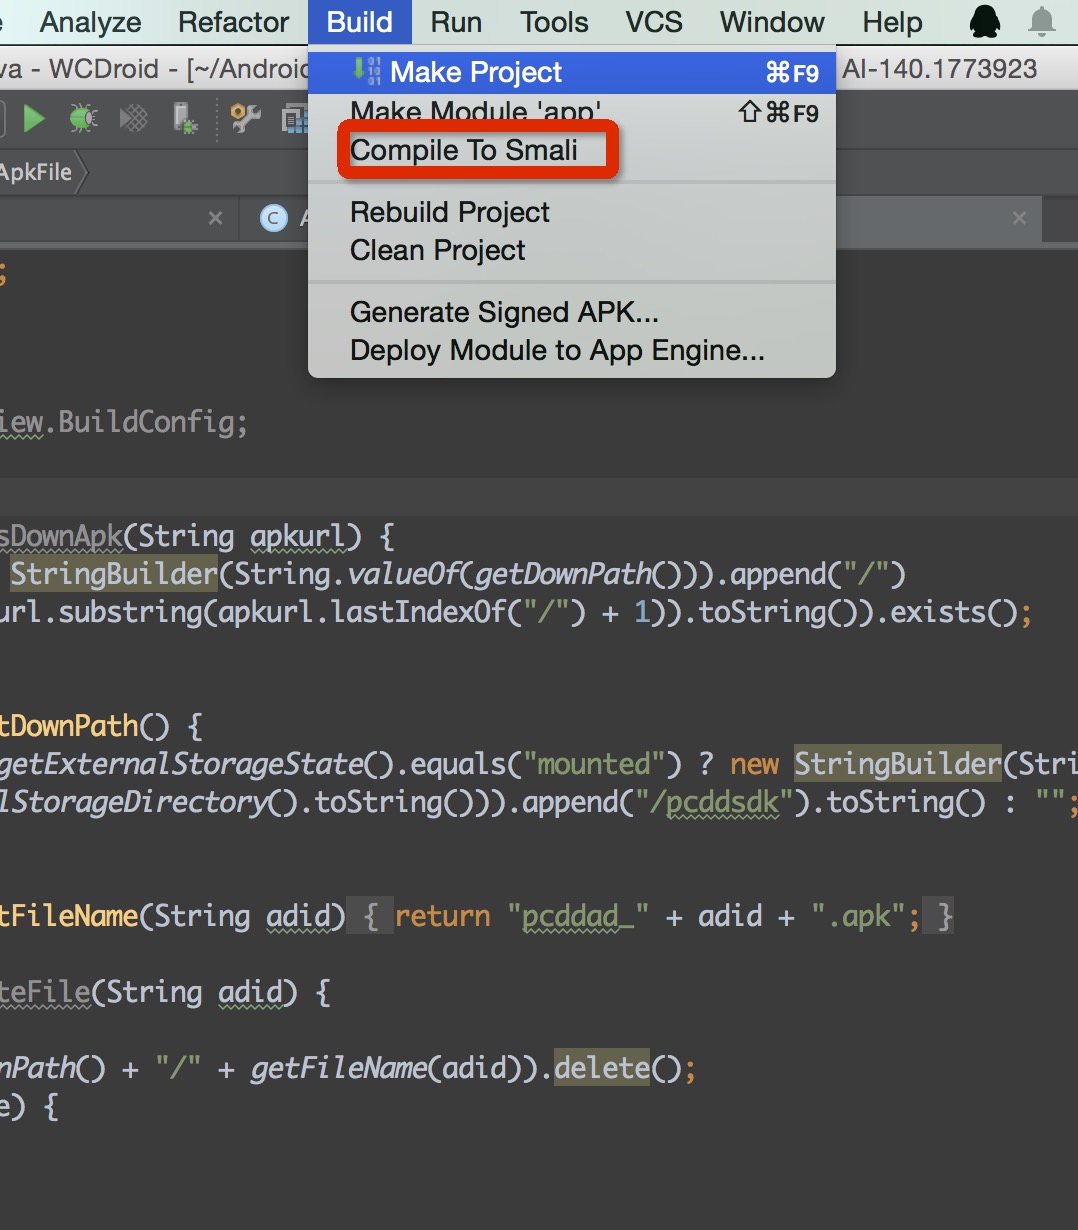 Analyze Refactor Build Run Tools VCS Window Help
va - WCDroid - [~/Android AI-140.1773923
Make Project ⌘F9
Make Module 'app' ⇧⌘F9
Compile To Smali
ApkFile
Rebuild Project
Clean Project
Generate Signed APK...
Deploy Module to App Engine...
;
iew.BuildConfig;
sDownApk(String apkurl) {
StringBuilder(String.valueOf(getDownPath())).append("/")
url.substring(apkurl.lastIndexOf("/") + 1)).toString()).exists();
tDownPath() {
getExternalStorageState().equals("mounted") ? new StringBuilder(Stri
lStorageDirectory().toString())).append("/pcddsdk").toString() : "";
tFileName(String adid) { return "pcddad_" + adid + ".apk"; }
teFile(String adid) {
nPath() + "/" + getFileName(adid)).delete();
e) {